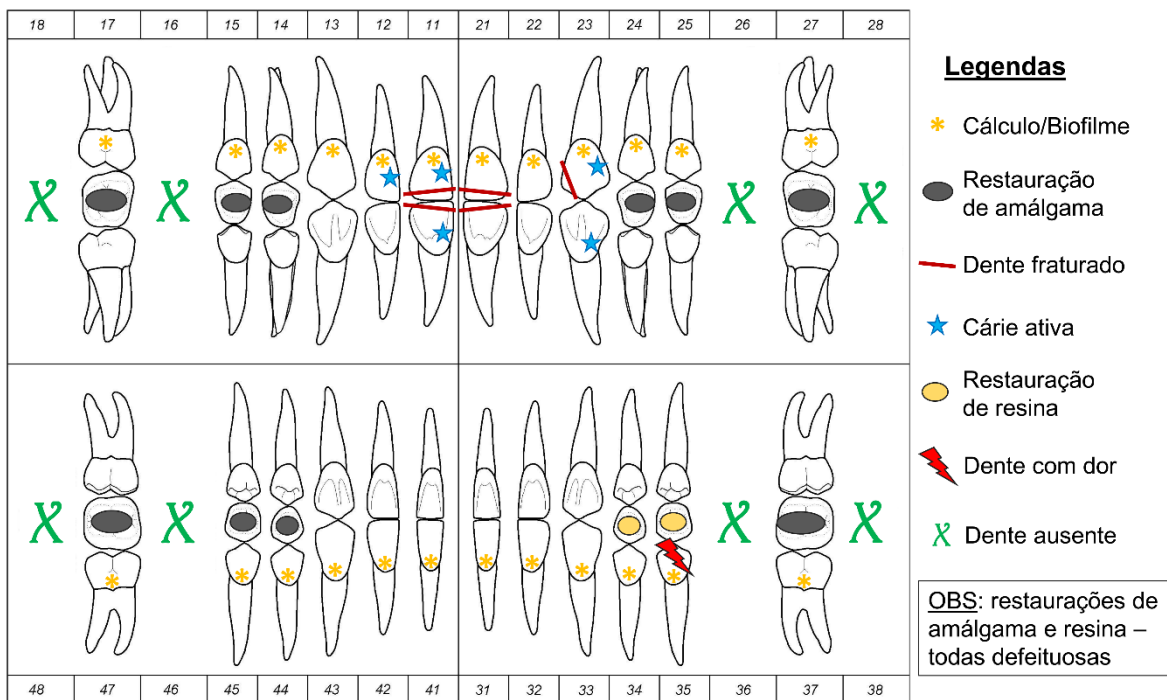 18 17 16 15 14 13 12 11 21 22 23 24 25 26 27 28
Legendas
Cálculo/Biofilme
Restauração
de amálgama
Dente fraturado
Cárie ativa
Restauração
de resina
Dente com dor
Dente ausente
OBS: restaurações de
amálgama e resina –
todas defeituosas
48 47 46 45 44 43 42 41 31 32 33 34 35 36 37 38